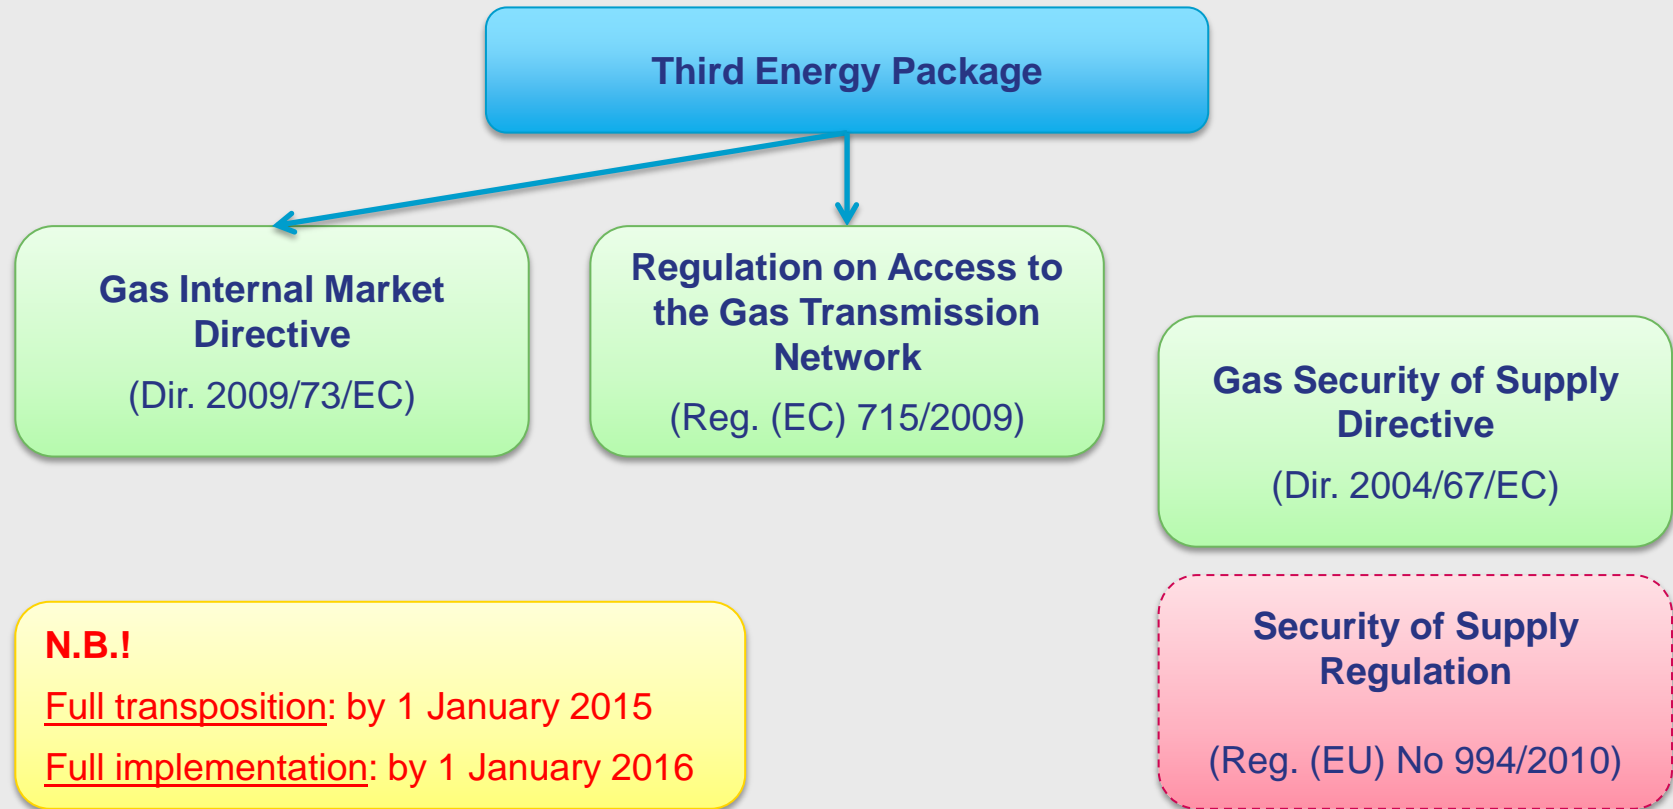 Third Energy Package
Gas Internal Market
Directive
(Dir. 2009/73/EC)
Regulation on Access to
the Gas Transmission
Network
(Reg. (EC) 715/2009)
Gas Security of Supply
Directive
(Dir. 2004/67/EC)
N.B.!
Full transposition: by 1 January 2015
Full implementation: by 1 January 2016
Security of Supply
Regulation
(Reg. (EU) No 994/2010)